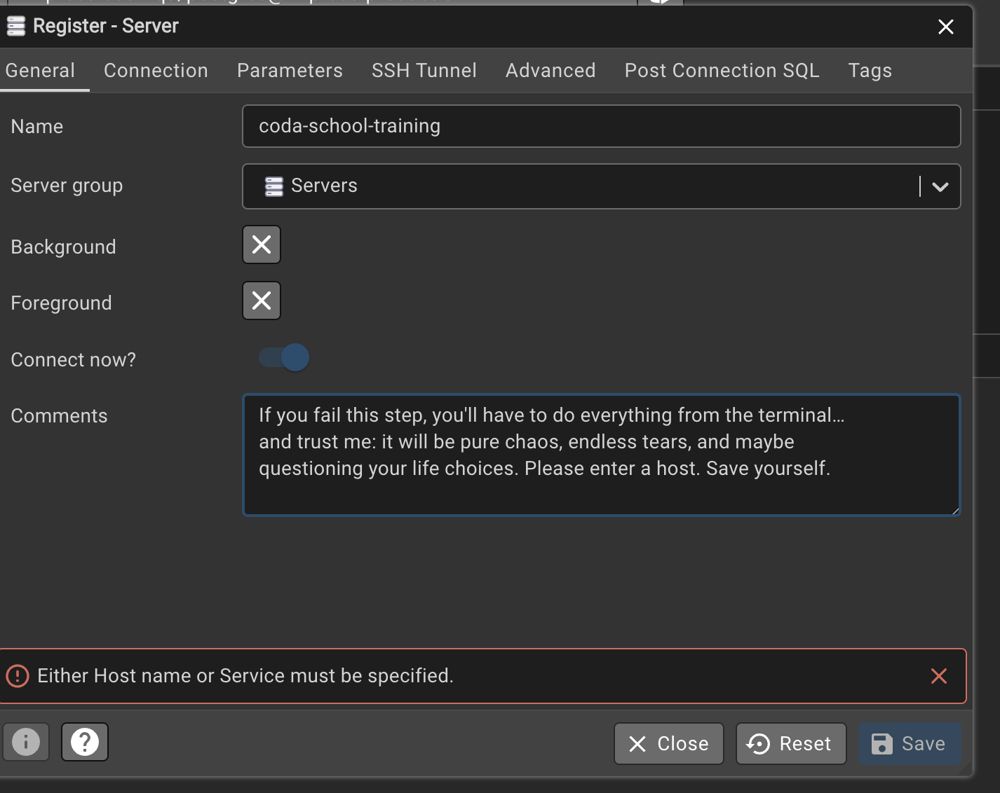 Register - Server
General Connection Parameters SSH Tunnel Advanced Post Connection SQL Tags
Name coda-school-training
Server group Servers
Background
Foreground
Connect now?
Comments If you fail this step, you'll have to do everything from the terminal...
and trust me: it will be pure chaos, endless tears, and maybe
questioning your life choices. Please enter a host. Save yourself.
Either Host name or Service must be specified.
Close Reset Save